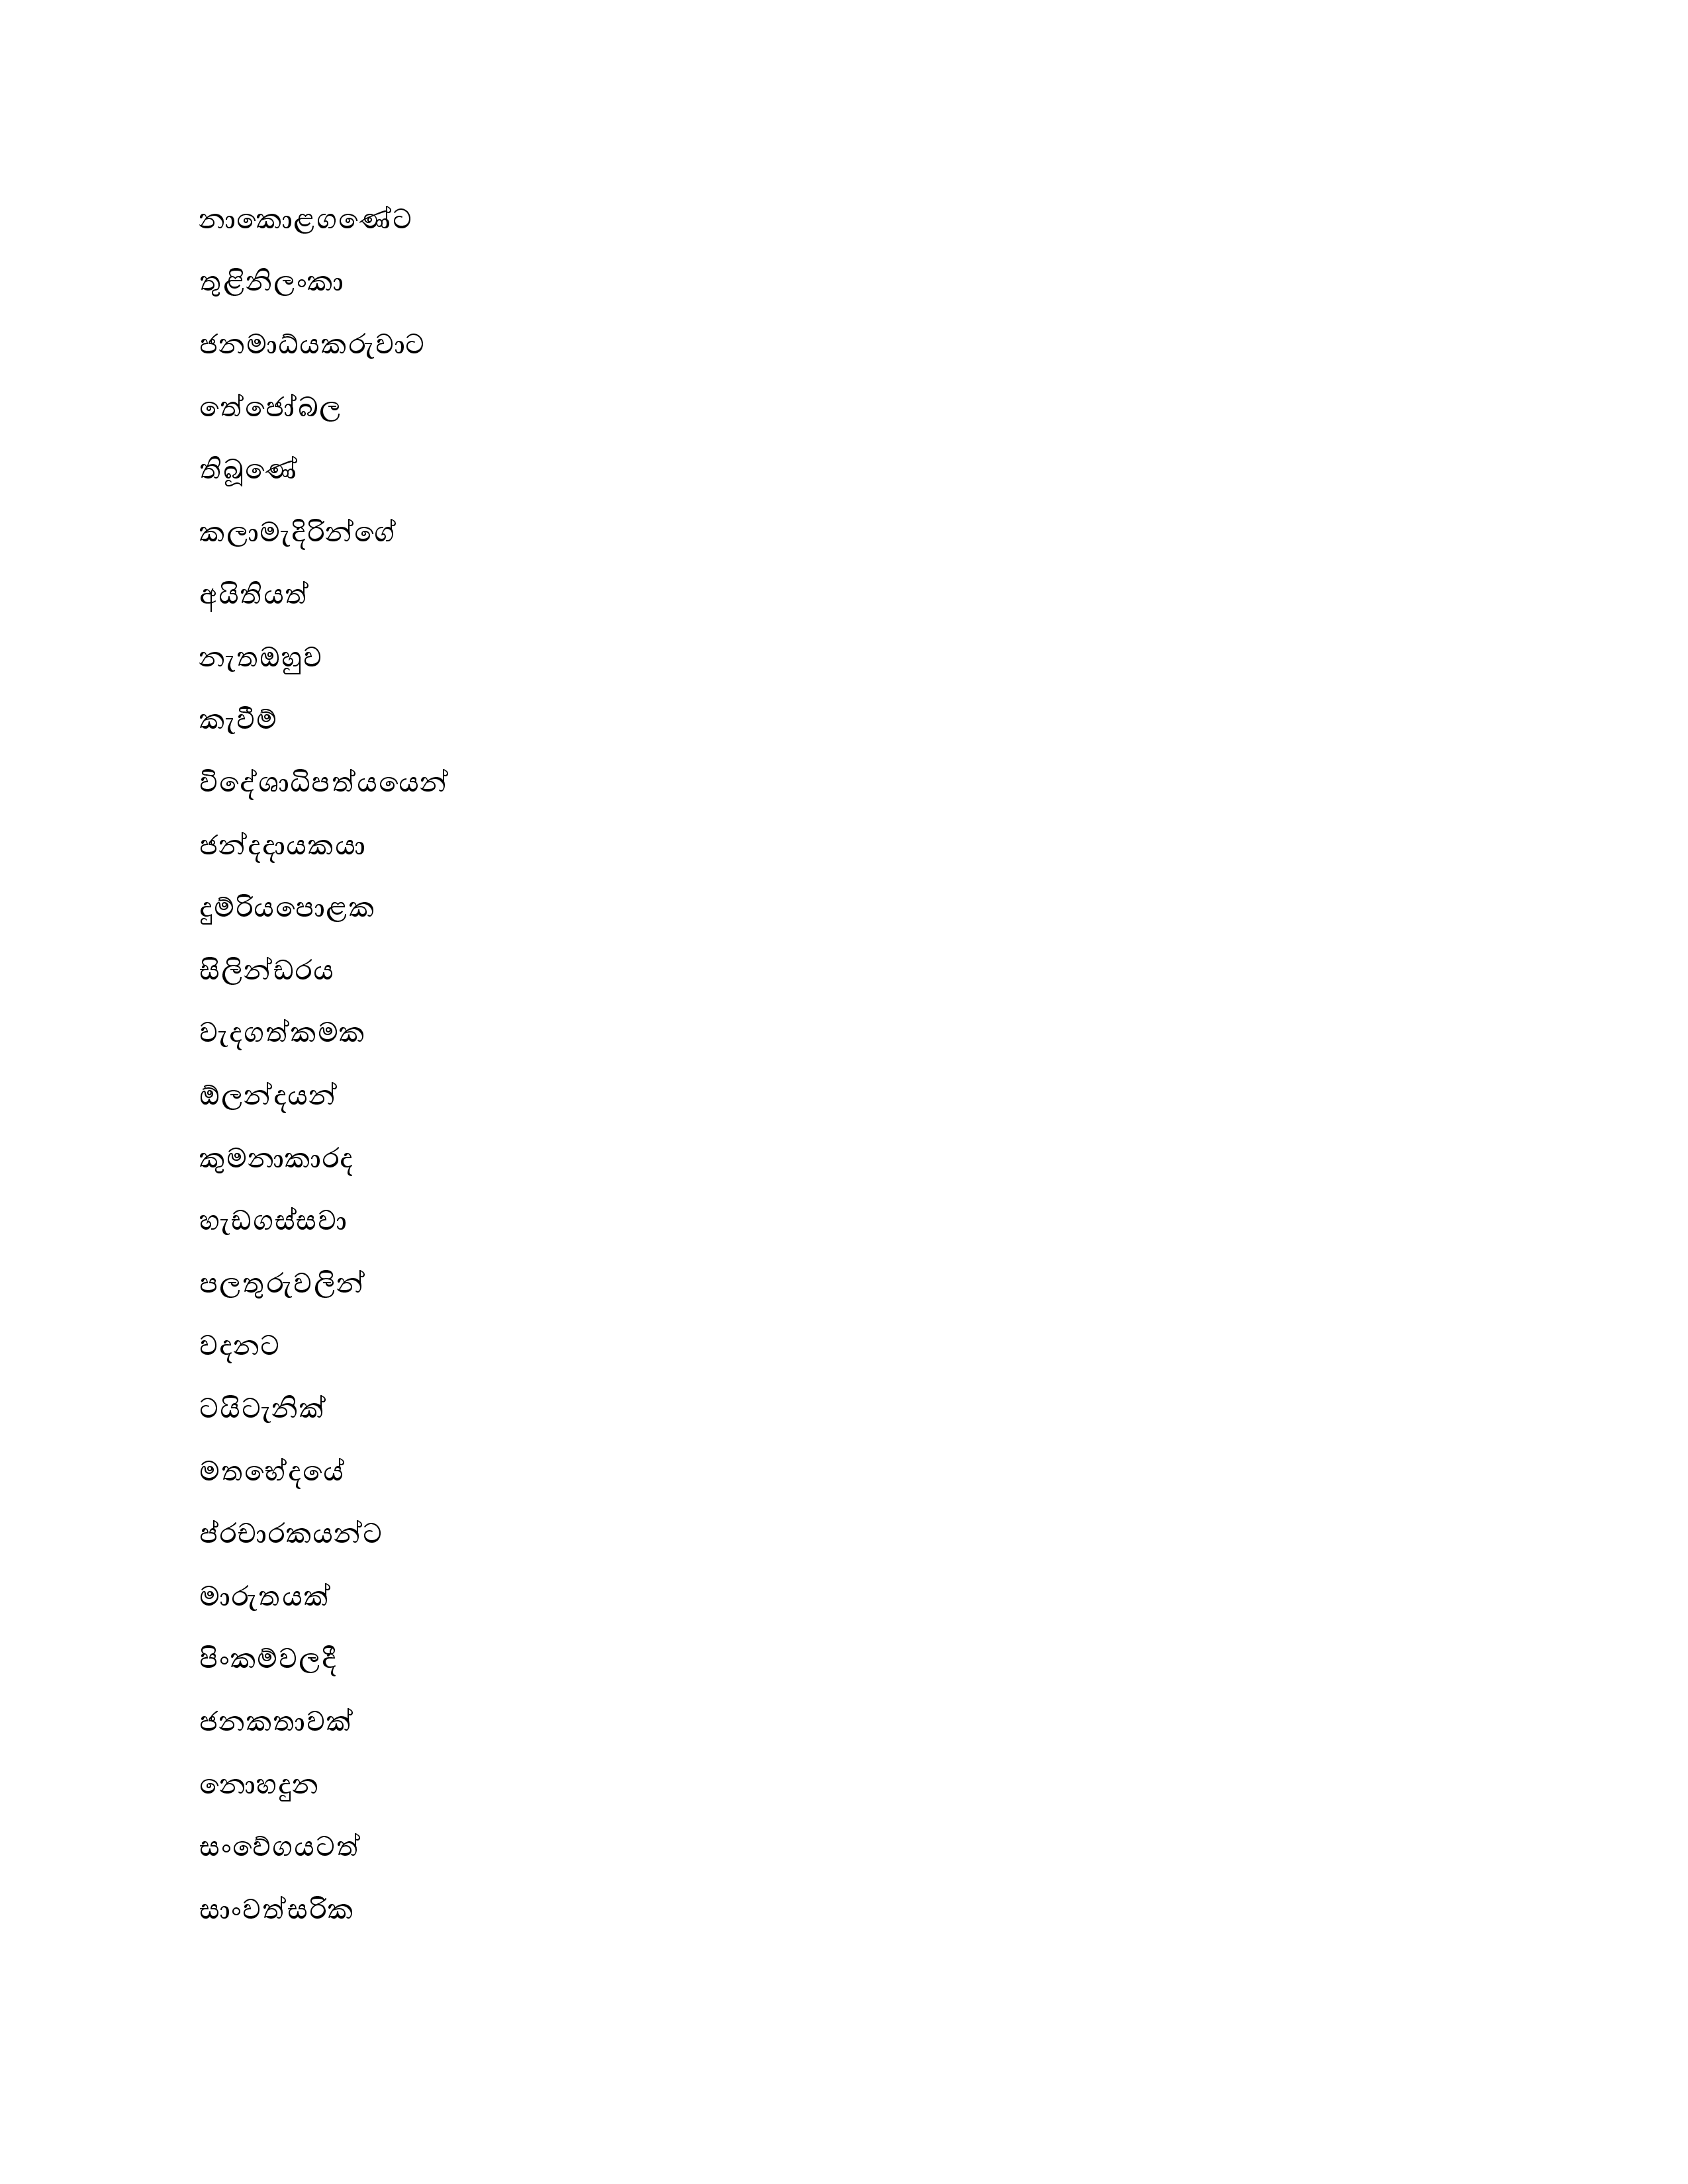 නාකොළගණේට
තුළිනිලංකා
ජනමාධ්යකරුවාට
තේජෝබල
තිබූණේ
කලාමැදිරින්ගේ
අයිතියත්
නැතඔහුව
කැවීම්
විදේශාධිපත්යයෙන්
ජන්දදායකයා
දුම්රියපොළක
සිලින්ඩරය
වැදගත්කමක
ඕලන්දයන්
කුමනාකාරද
හැඩගස්සවා
පලතුරුවලින්
වදනට
ටයිටැනික්
මතභේදයේ
ප්රචාරකයන්ට
මාරුතයක්
පිංකම්වලදී
ජනකතාවක්
නොහදුන
සංවේගයටත්
සාංවත්සරික